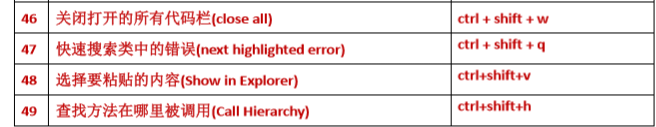 46 关闭打开的所有代码栏(close all) ctrl + shift + w
47 快速搜索类中的错误(next highlighted error) ctrl + shift + q
48 选择要粘贴的内容(Show in Explorer) ctrl+shift+v
49 查找方法在哪里被调用(Call Hierarchy) ctrl+shift+h